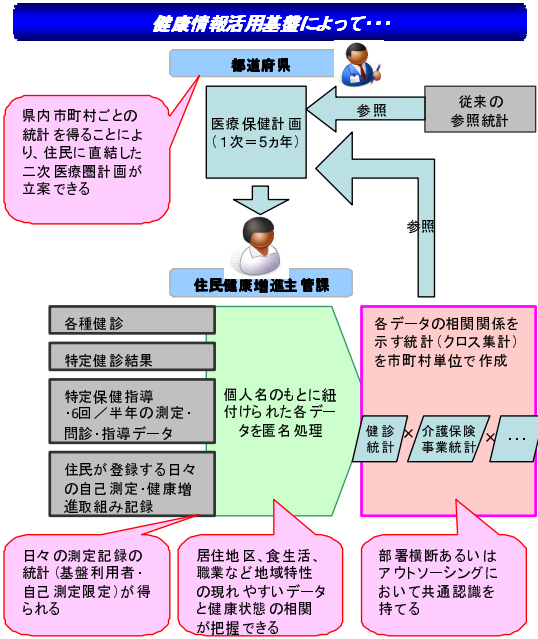 健康情報活用基盤によって・・・
都道府県
県内市町村ごとの
統計を得ることによ
り、住民に直結した
二次医療圏計画が
立案できる
医療保健計画
（１次＝５ヵ年）
参照
従来の
参照統計
参照
住民健康増進主管課
各種健診
特定健診結果
特定保健指導
・6回／半年の測定・
問診・指導データ
住民が登録する日々
の自己測定・健康増
進取組み記録
個人名のもとに紐
付けられた各デー
タを匿名処理
各データの相関関係を
示す統計（クロス集計）
を市町村単位で作成
健診
統計
×
介護保険
事業統計
×
・・・
日々の測定記録の
統計（基盤利用者・
自己測定限定）が得
られる
居住地区、食生活、
職業など地域特性
の現れやすいデータ
と健康状態の相関
が把握できる
部署横断あるいは
アウトソーシングに
おいて共通認識を
持てる